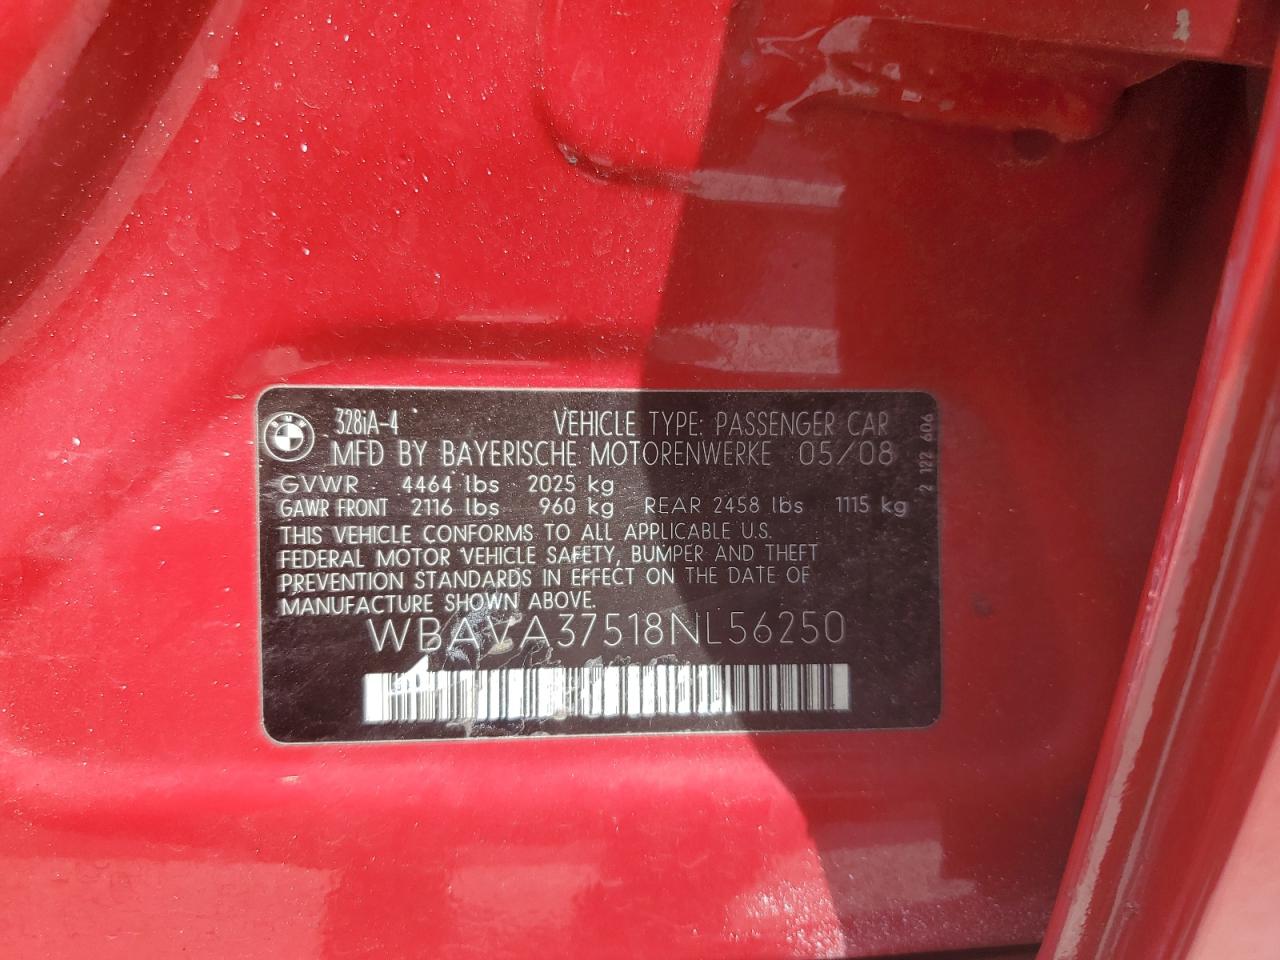 BMW
328iA-4 VEHICLE TYPE: PASSENGER CAR
MFD BY BAYERISCHE MOTORENWERKE 05/08
GVWR 4464 lbs 2025 kg
GAWR FRONT 2116 lbs 960 kg REAR 2458 lbs 1115 kg
THIS VEHICLE CONFORMS TO ALL APPLICABLE U.S.
FEDERAL MOTOR VEHICLE SAFETY, BUMPER AND THEFT
PREVENTION STANDARDS IN EFFECT ON THE DATE OF
MANUFACTURE SHOWN ABOVE.
WBAVA37518NL56250
2 122 606